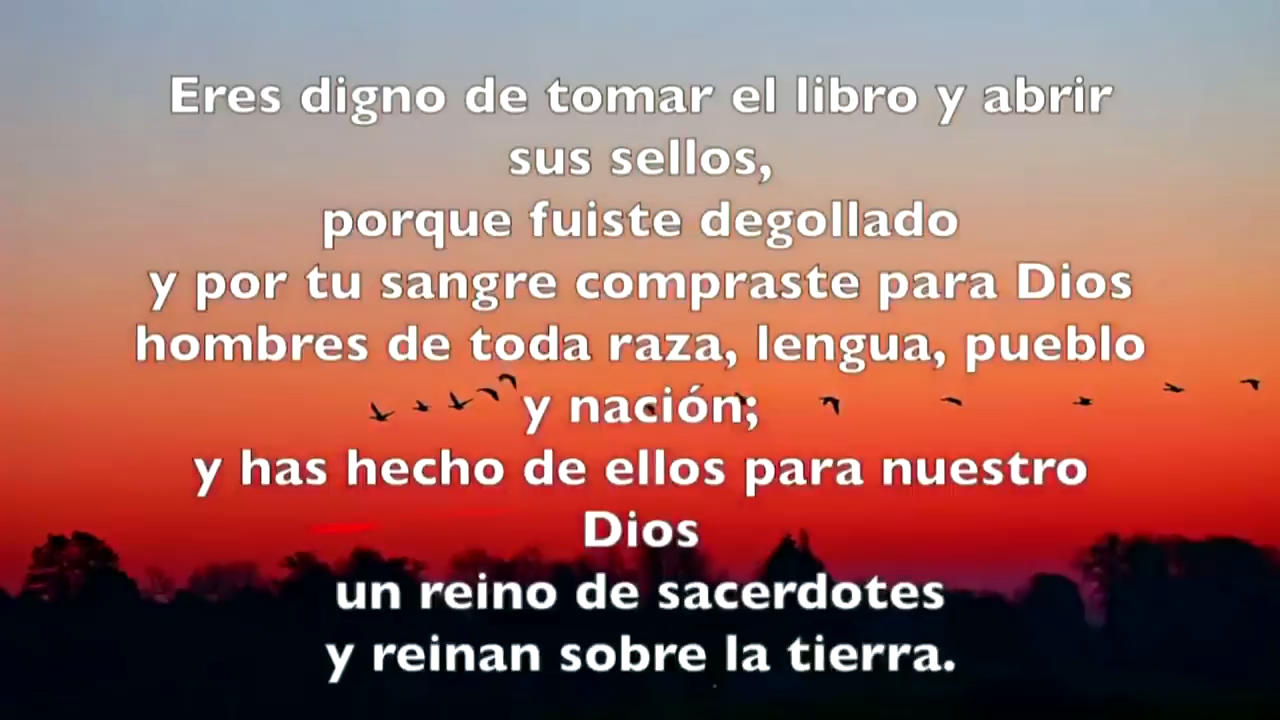 Eres digno de tomar el libro y abrir
sus sellos,
porque fuiste degollado
y por tu sangre compraste para Dios
hombres de toda raza, lengua, pueblo
y nación;
y has hecho de ellos para nuestro
Dios
un reino de sacerdotes
y reinan sobre la tierra.